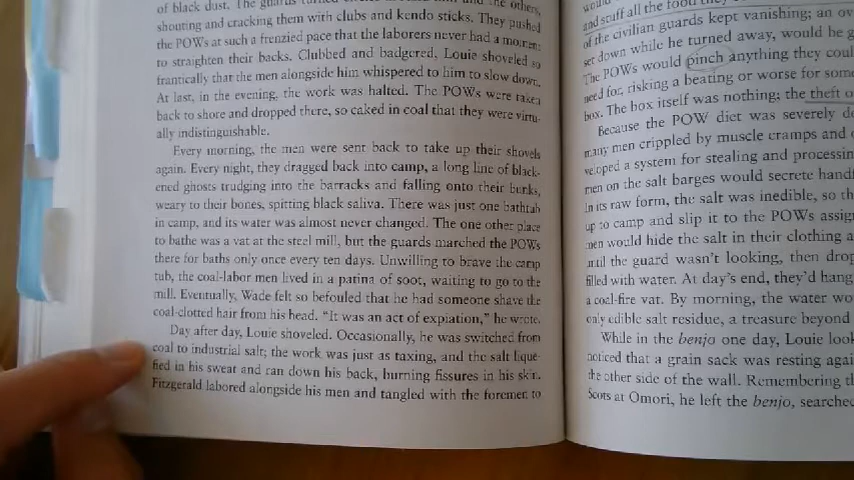 of black dust. The guards
shouting and cracking them with clubs and kendo sticks. They pushed
the POWs at such a frenzied pace that the laborers never had a moment
to straighten their backs. Clubbed and badgered, Louie shoveled so
frantically that the men alongside him whispered to him to slow down.
At last, in the evening, the work was halted. The POWs were taken
back to shore and dropped there, so caked in coal that they were virtu-
ally indistinguishable.
Every morning, the men were sent back to take up their shovels
again. Every night, they dragged back into camp, a long line of black-
ened ghosts trudging into the barracks and falling onto their bunks,
weary to their bones, spitting black saliva. There was just one bathtub
in camp, and its water was almost never changed. The one other place
to bathe was a vat at the steel mill, but the guards marched the POWs
there for baths only once every ten days. Unwilling to brave the camp
tub, the coal-labor men lived in a patina of soot, waiting to go to the
mill. Eventually, Wade felt so befouled that he had someone shave the
coal-clotted hair from his head. "It was an act of expiation," he wrote.
Day after day, Louie shoveled. Occasionally, he was switched from
coal to industrial salt; the work was just as taxing, and the salt lique-
fied in his sweat and ran down his back, burning fissures in his skin.
Fitzgerald labored alongside his men and tangled with the foremen to
would
and stuff all the food they
of the civilian guards kept vanishing; an ov
set down while he turned away, would be g
The POWs would pinch anything they coul
need for, risking a beating or worse for some
box. The box itself was nothing; the theft o
Because the POW diet was severely de
many men crippled by muscle cramps and
veloped a system for stealing and processin
men on the salt barges would secrete handf
In its raw form, the salt was inedible, so th
up to camp and slip it to the POWs assig
men would hide the salt in their clothing a
until the guard wasn't looking, then drop
filled with water. At day's end, they'd hang
a coal-fire vat. By morning, the water wo
only edible salt residue, a treasure beyond
While in the benjo one day, Louie look
noticed that a grain sack was resting agai
the other side of the wall. Remembering th
Scots at Omori, he left the benjo, searched